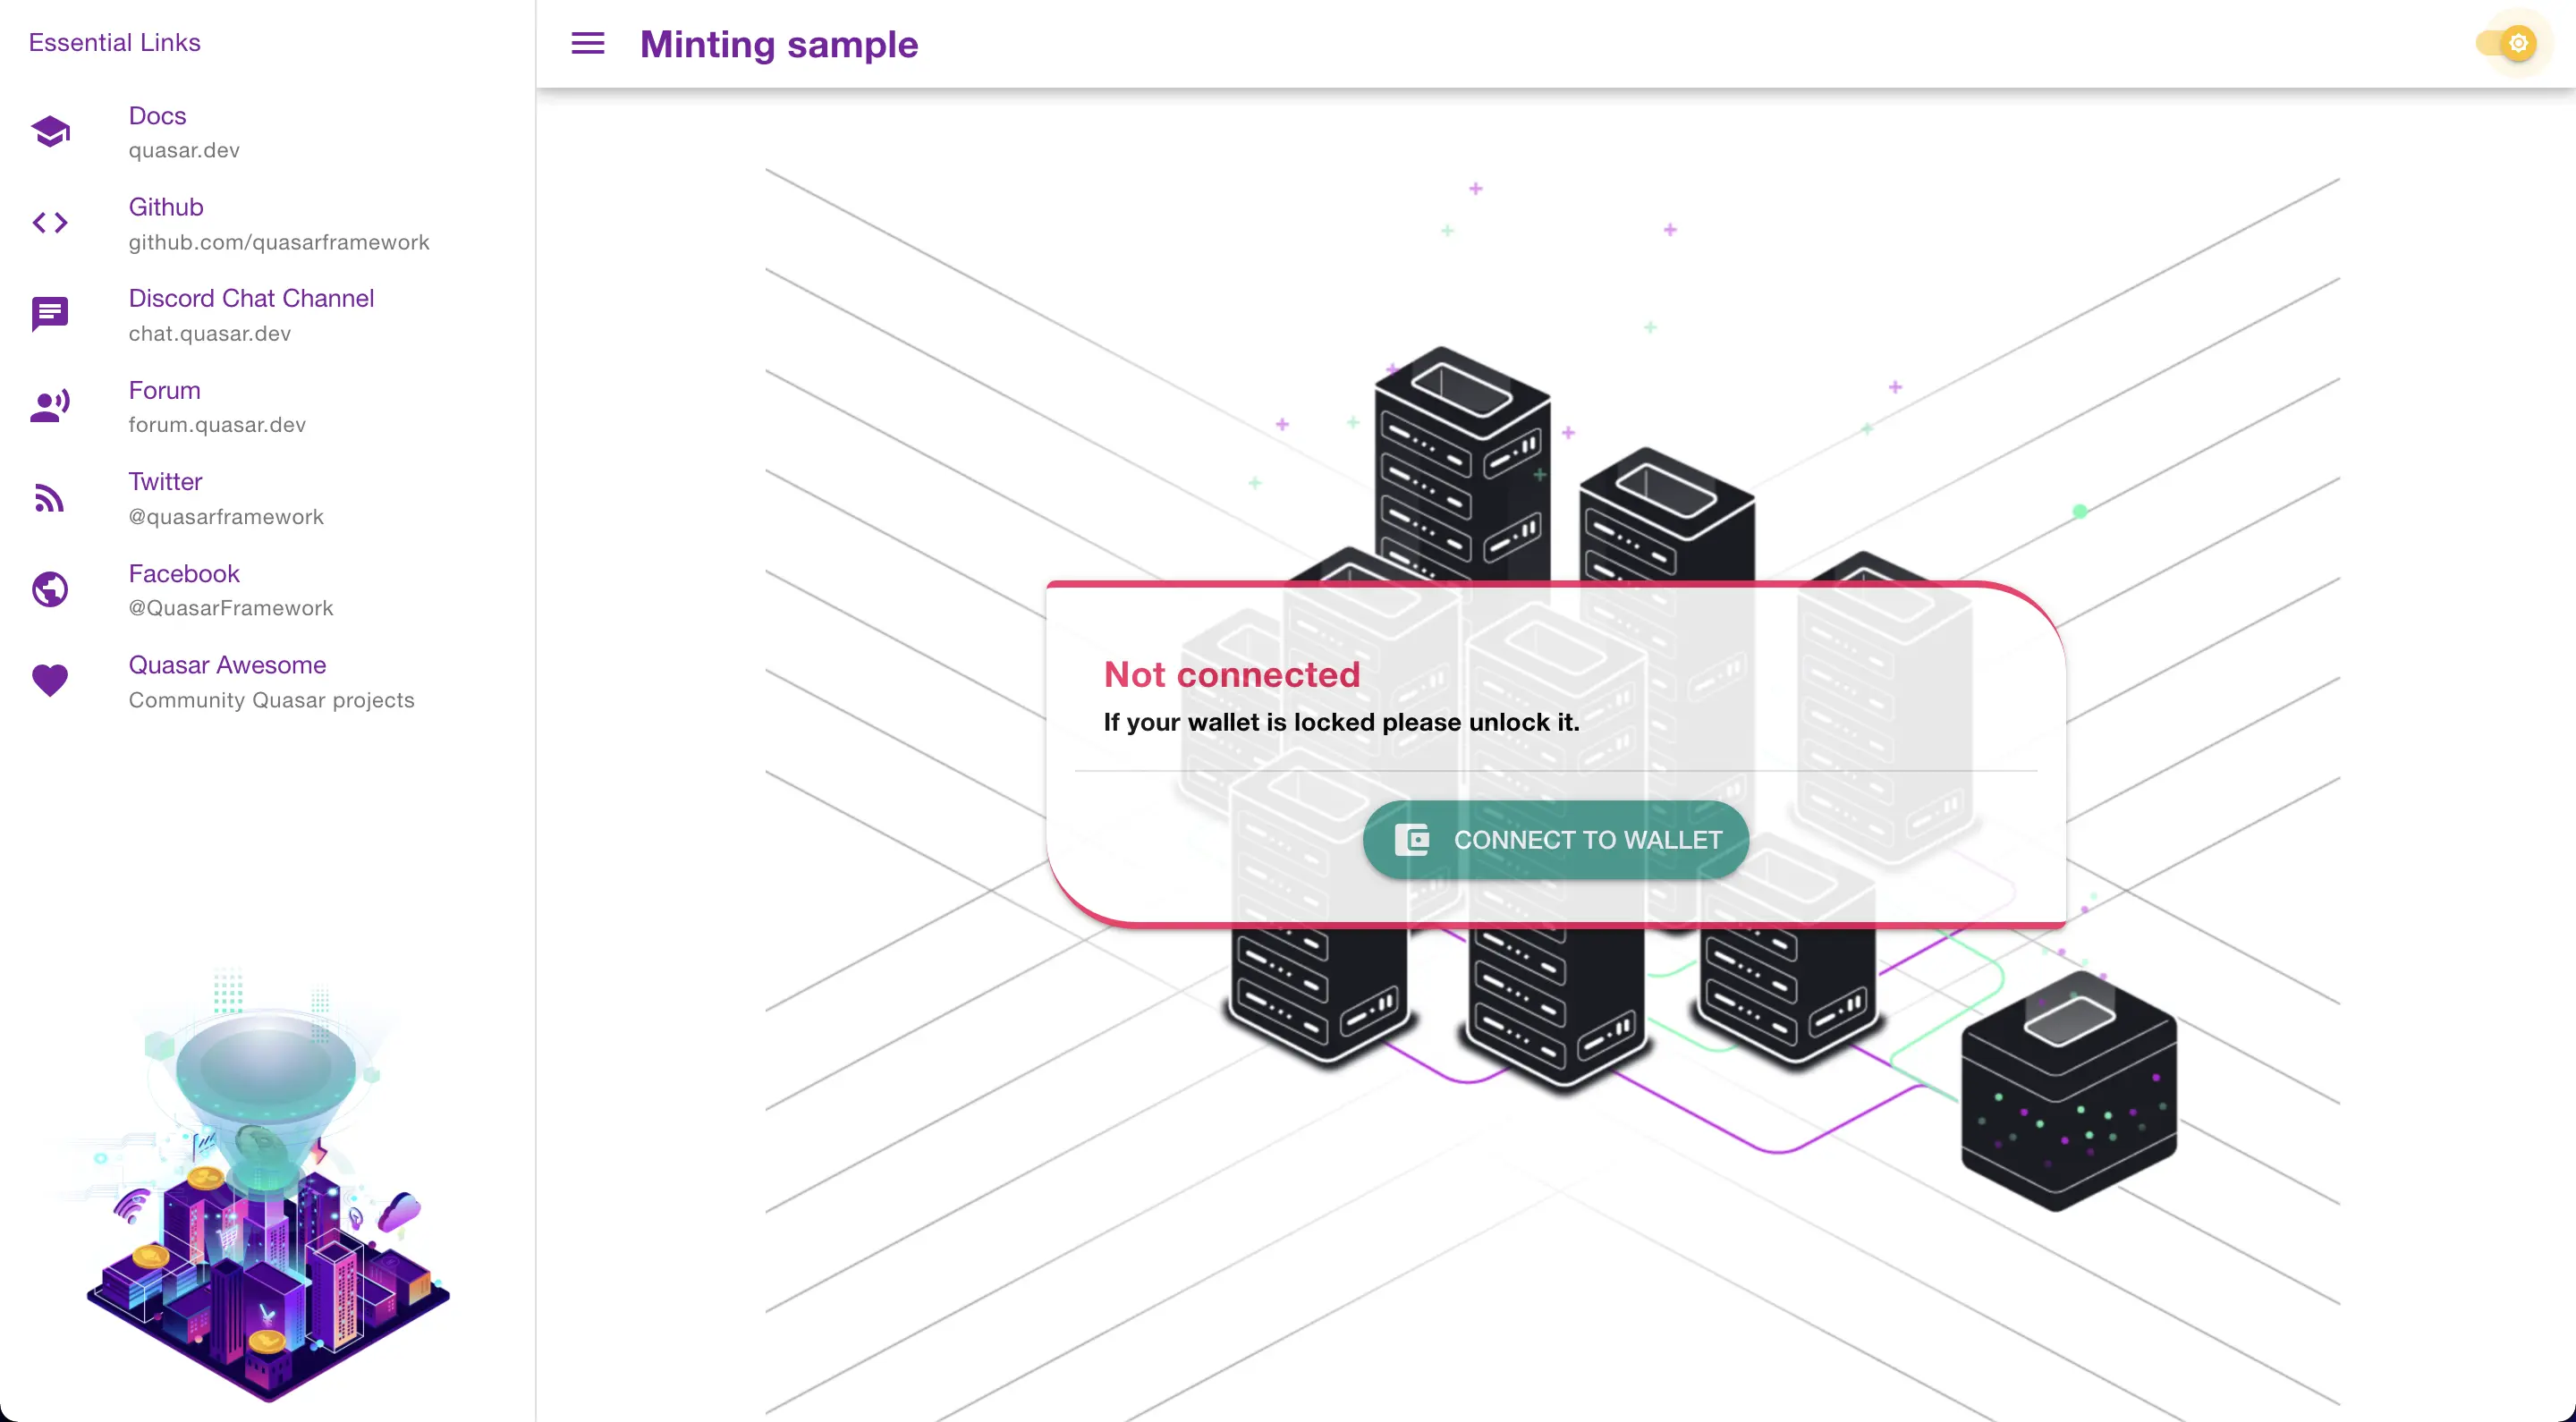 Essential Links
Docs
quasar.dev
Github
github.com/quasarframework
Discord Chat Channel
chat.quasar.dev
Forum
forum.quasar.dev
Twitter
@quasarframework
Facebook
@QuasarFramework
Quasar Awesome
Community Quasar projects
Minting sample
Not connected
If your wallet is locked please unlock it.
CONNECT TO WALLET